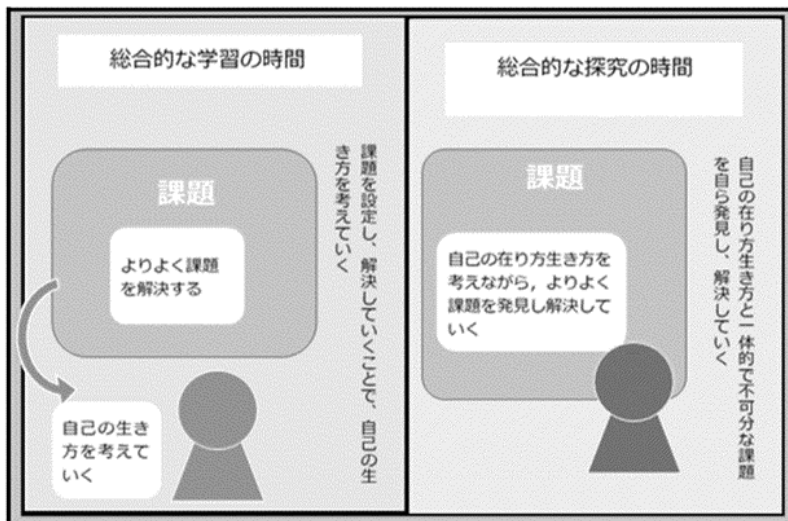 総合的な学習の時間
課題
よりよく課題
を解決する
自己の生き
方を考えて
いく
課題を設定し、解決していくことで、自己の生
き方を考えていく
総合的な探究の時間
課題
自己の在り方生き方を
考えながら，よりよく
課題を発見し解決して
いく
自己の在り方生き方と一体的で不可分な課題
を自ら発見し、解決していく